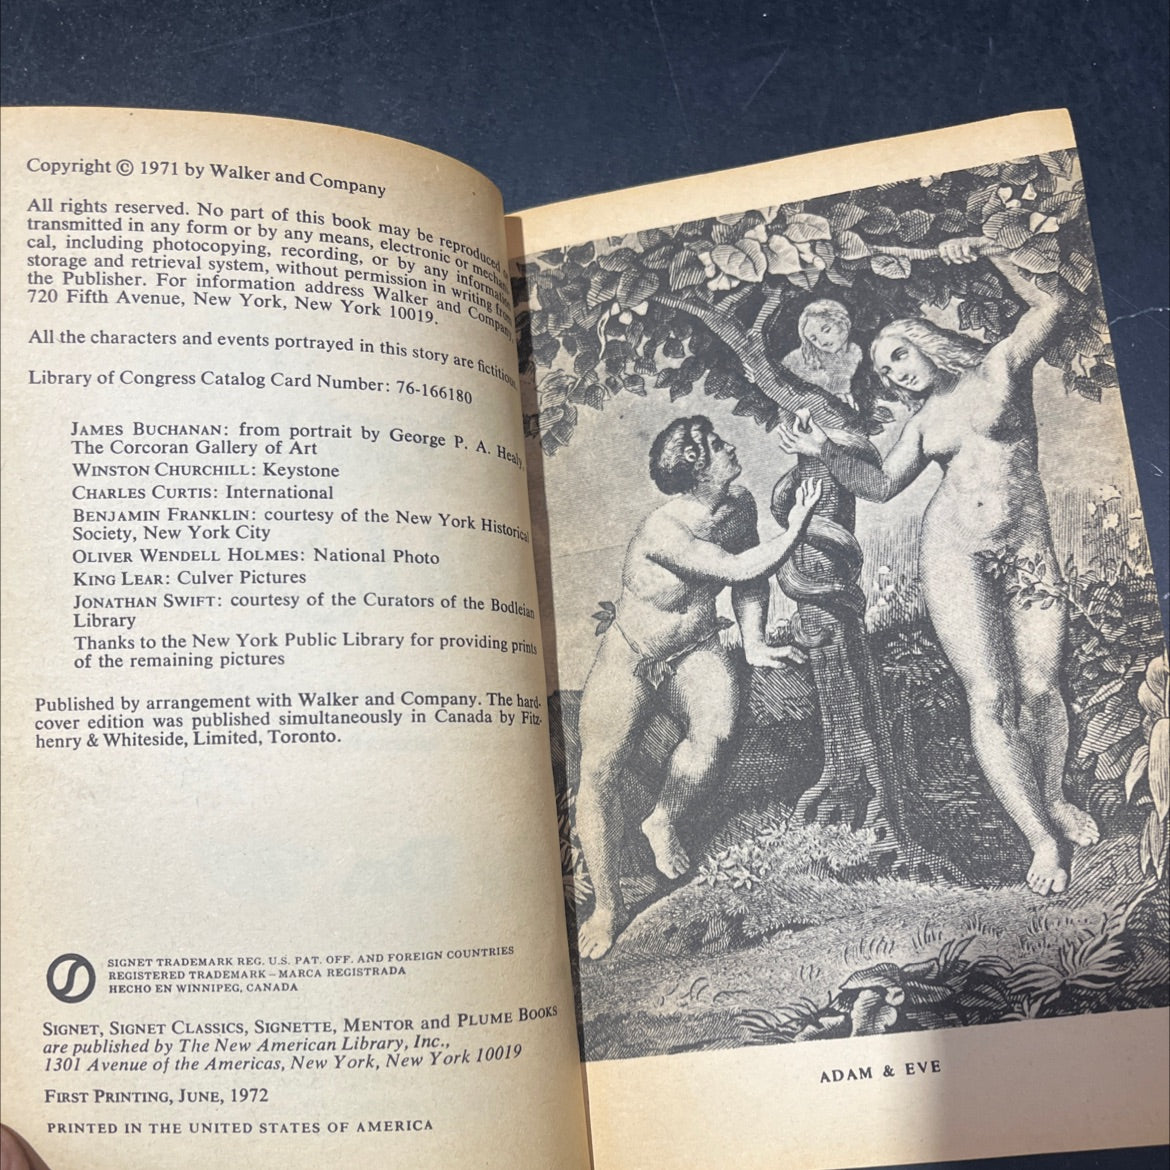 Copyright © 1971 by Walker and Company
All rights reserved. No part of this book may be reproduced
transmitted in any form or by any means, electronic or
cal, including photocopying, recording, or by any
storage and retrieval system, without permission in writing
the Publisher. For information address Walker and Company,
720 Fifth Avenue, New York, New York 10019.
All the characters and events portrayed in this story are
Library of Congress Catalog Card Number: 76-166180
JAMES BUCHANAN: from portrait by George P. A. Healy,
The Corcoran Gallery of Art
WINSTON CHURCHILL: Keystone
CHARLES CURTIS: International
BENJAMIN FRANKLIN: courtesy of the New York Historical
Society, New York City
OLIVER WENDELL HOLMES: National Photo
KING LEAR: Culver Pictures
JONATHAN SWIFT: courtesy of the Curators of the Bodleian
Library
Thanks to the New York Public Library for providing prints
of the remaining pictures
Published by arrangement with Walker and Company. The hard-
cover edition was published simultaneously in Canada by Fitz-
henry & Whiteside, Limited, Toronto.
SIGNET TRADEMARK REG. U.S. PAT. OFF. AND FOREIGN COUNTRIES
REGISTERED TRADEMARK—MARCA REGISTRADA
HECHO EN WINNIPEG, CANADA
SIGNET, SIGNET CLASSICS, SIGNETTE, MENTOR and PLUME BOOKS
are published by The New American Library, Inc.,
1301 Avenue of the Americas, New York, New York 10019
FIRST PRINTING, JUNE, 1972
PRINTED IN THE UNITED STATES OF AMERICA
ADAM & EVE